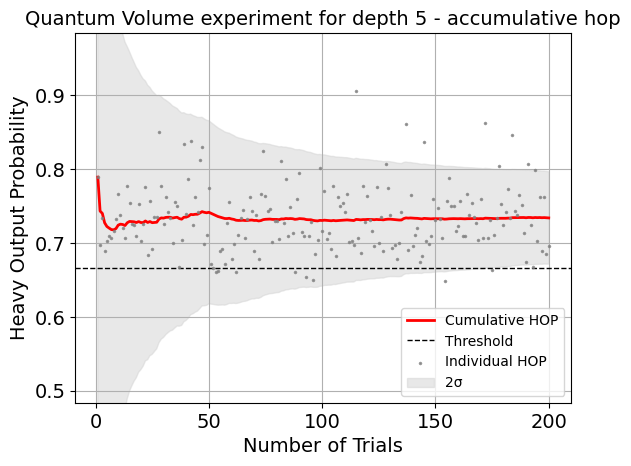 Quantum Volume experiment for depth 5 - accumulative hop
Heavy Output Probability
0.9
0.8
0.7
0.6
0.5
0
50
100
150
200
Number of Trials
Cumulative HOP
Threshold
Individual HOP
2σ